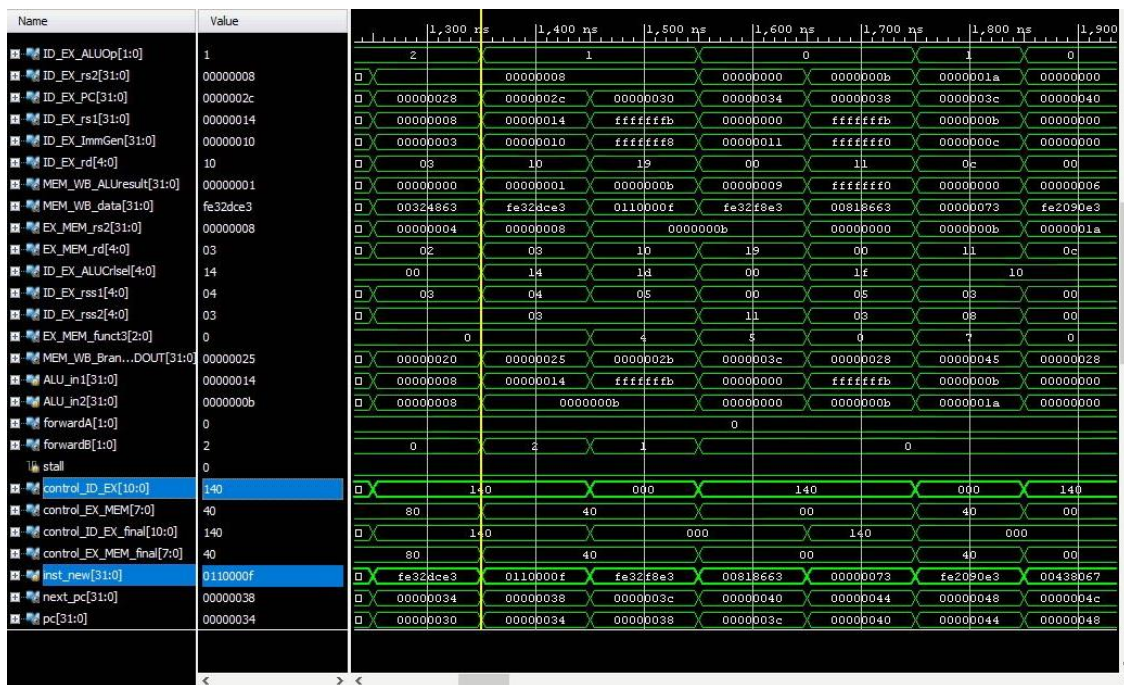 Name Value
1,300 ns 1,400 ns 1,500 ns 1,600 ns 1,700 ns 1,800 ns 1,900
ID_EX_ALUOp[1:0] 1 2 1 0 1 0
ID_EX_rs2[31:0] 00000008 00000008 00000000 0000000b 0000001a 00000000
ID_EX_PC[31:0] 0000002c 00000028 0000002c 00000030 00000034 00000038 0000003c 00000040
ID_EX_rs1[31:0] 00000014 00000008 00000014 fffffffb 00000000 fffffffb 0000000b 00000000
ID_EX_ImmGen[31:0] 00000010 00000003 00000010 fffffff8 00000011 fffffff0 0000000c 00000000
ID_EX_rd[4:0] 10 03 10 19 00 11 0c 00
MEM_WB_ALUresult[31:0] 00000001 00000000 00000001 0000000b 00000009 fffffff0 00000000 00000006
MEM_WB_data[31:0] fe32dce3 00324863 fe32dce3 0110000f fe32f8e3 00818663 00000073 fe2090e3
EX_MEM_rs2[31:0] 00000008 00000004 00000008 0000000b 00000000 0000000b 0000001a
EX_MEM_rd[4:0] 03 02 03 10 19 00 11 0c
ID_EX_ALUCrlsel[4:0] 14 00 14 1d 00 1f 10
ID_EX_rss1[4:0] 04 03 04 05 00 05 03 00
ID_EX_rss2[4:0] 03 03 11 03 08 00
EX_MEM_funct3[2:0] 0 0 4 5 0 7 0
MEM_WB_Bran...DOUT[31:0] 00000025 00000020 00000025 0000002b 0000003c 00000028 00000045 00000028
ALU_in1[31:0] 00000014 00000008 00000014 fffffffb 00000000 fffffffb 0000000b 00000000
ALU_in2[31:0] 0000000b 00000008 0000000b 00000000 0000000b 0000001a 00000000
forwardA[1:0] 0 0
forwardB[1:0] 2 0 2 1 0
stall 0
control_ID_EX[10:0] 140 140 000 140 000 140
control_EX_MEM[7:0] 40 80 40 00 40 00
control_ID_EX_final[10:0] 140 140 000 140 000
control_EX_MEM_final[7:0] 40 80 40 00 40 00
inst_new[31:0] 0110000f fe32dce3 0110000f fe32f8e3 00818663 00000073 fe2090e3 00438067
next_pc[31:0] 00000038 00000034 00000038 0000003c 00000040 00000044 00000048 0000004c
pc[31:0] 00000034 00000030 00000034 00000038 0000003c 00000040 00000044 00000048